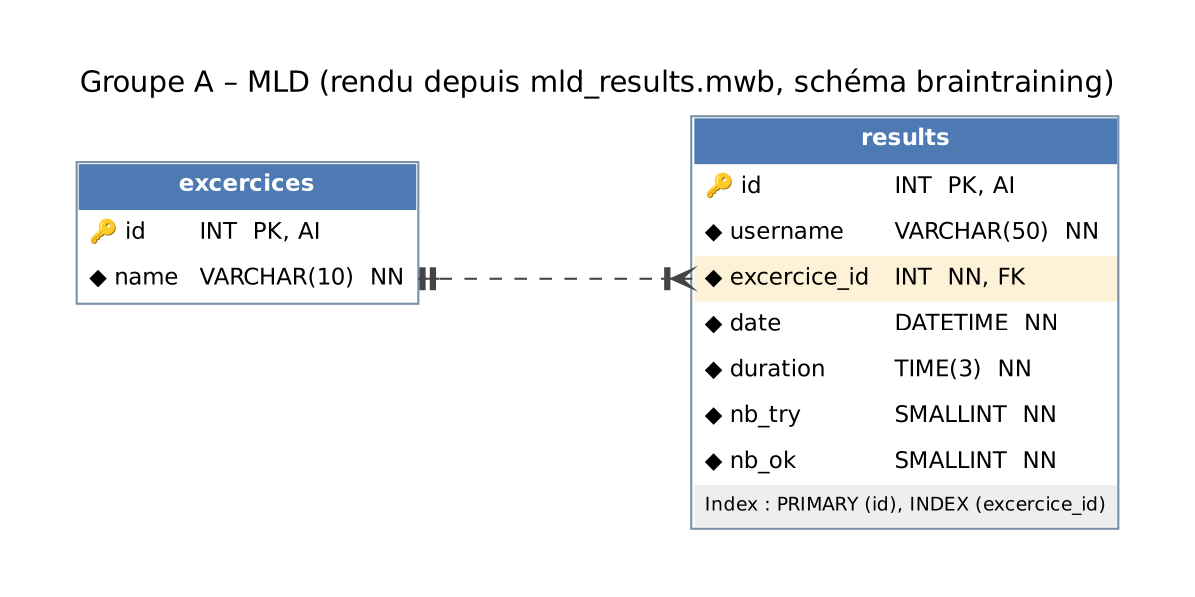 Groupe A – MLD (rendu depuis mld_results.mwb, schéma braintraining)
excercices
id INT PK, AI
name VARCHAR(10) NN
results
id INT PK, AI
username VARCHAR(50) NN
excercice_id INT NN, FK
date DATETIME NN
duration TIME(3) NN
nb_try SMALLINT NN
nb_ok SMALLINT NN
Index : PRIMARY (id), INDEX (excercice_id)